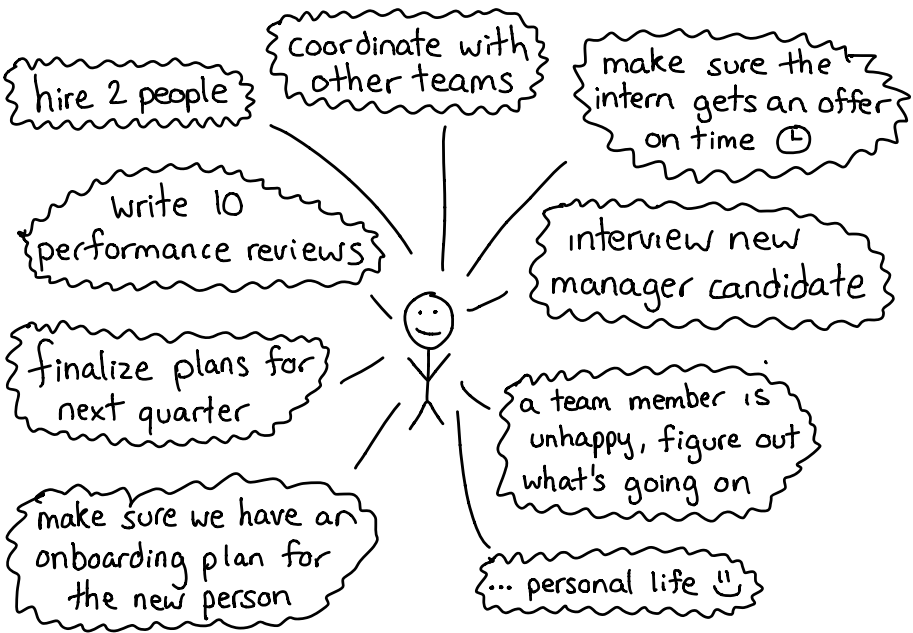 coordinate with
other teams
hire 2 people
make sure the
intern gets an offer
on time
write 10
performance reviews
interview new
manager candidate
finalize plans for
next quarter
a team member is
unhappy, figure out
what's going on
make sure we have an
onboarding plan for
the new person
... personal life